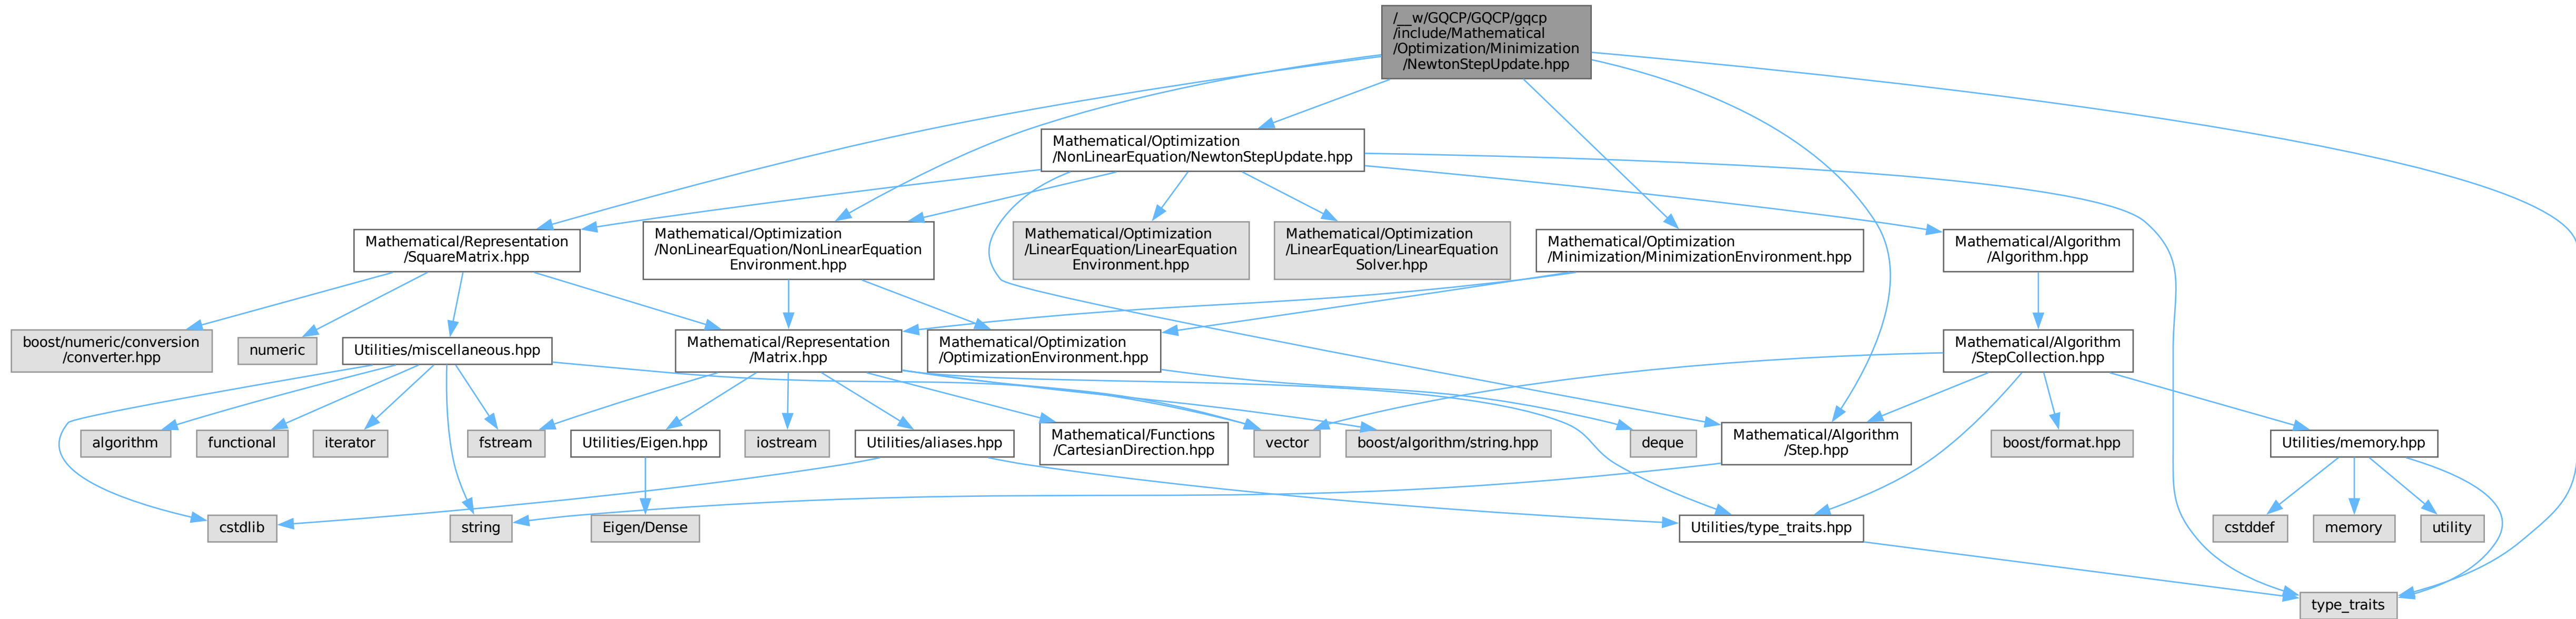 /__w/GQCP/GQCP/gqcp
/include/Mathematical
/Optimization/Minimization
/NewtonStepUpdate.hpp
Mathematical/Optimization
/NonLinearEquation/NewtonStepUpdate.hpp
Mathematical/Representation
/SquareMatrix.hpp
Mathematical/Optimization
/NonLinearEquation/NonLinearEquation
Environment.hpp
Mathematical/Optimization
/LinearEquation/LinearEquation
Environment.hpp
Mathematical/Optimization
/LinearEquation/LinearEquation
Solver.hpp
Mathematical/Optimization
/Minimization/MinimizationEnvironment.hpp
Mathematical/Algorithm
/Algorithm.hpp
boost/numeric/conversion
/converter.hpp
numeric
Utilities/miscellaneous.hpp
Mathematical/Representation
/Matrix.hpp
Mathematical/Optimization
/OptimizationEnvironment.hpp
Mathematical/Algorithm
/StepCollection.hpp
algorithm
functional
iterator
fstream
Utilities/Eigen.hpp
iostream
Utilities/aliases.hpp
Mathematical/Functions
/CartesianDirection.hpp
vector
boost/algorithm/string.hpp
deque
Mathematical/Algorithm
/Step.hpp
boost/format.hpp
Utilities/memory.hpp
cstdlib
string
Eigen/Dense
Utilities/type_traits.hpp
cstddef
memory
utility
type_traits